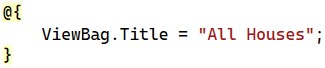 @{
    ViewBag.Title = "All Houses";
}